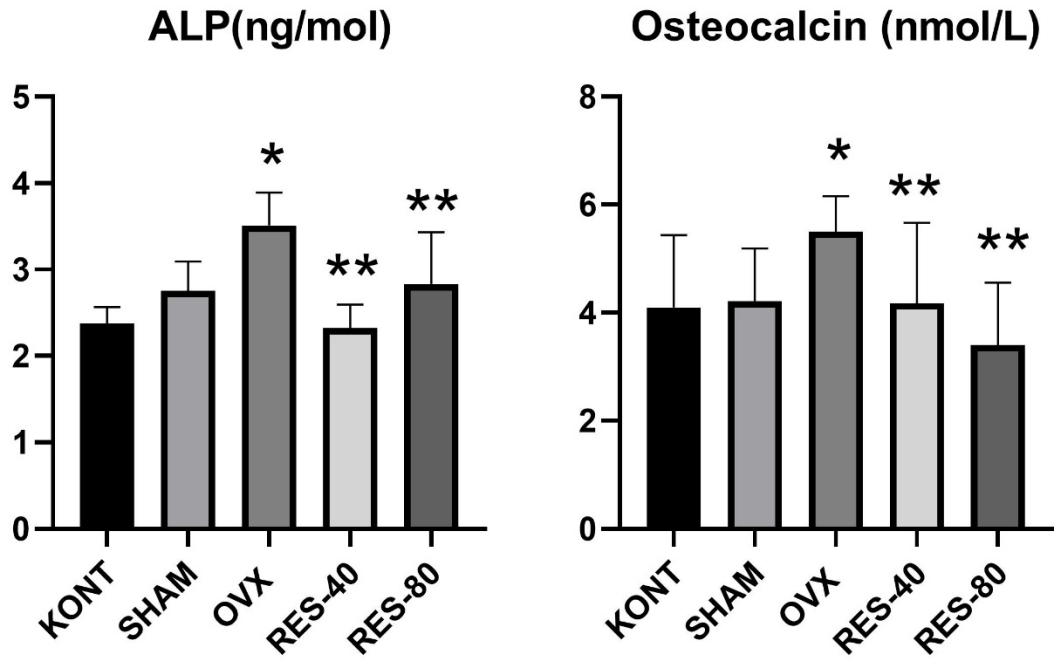 ALP(ng/mol)
5
4
3
2
1
0
*
**
**
KONT
SHAM
OVX
RES-40
RES-80
Osteocalcin (nmol/L)
8
6
4
2
0
*
**
**
KONT
SHAM
OVX
RES-40
RES-80